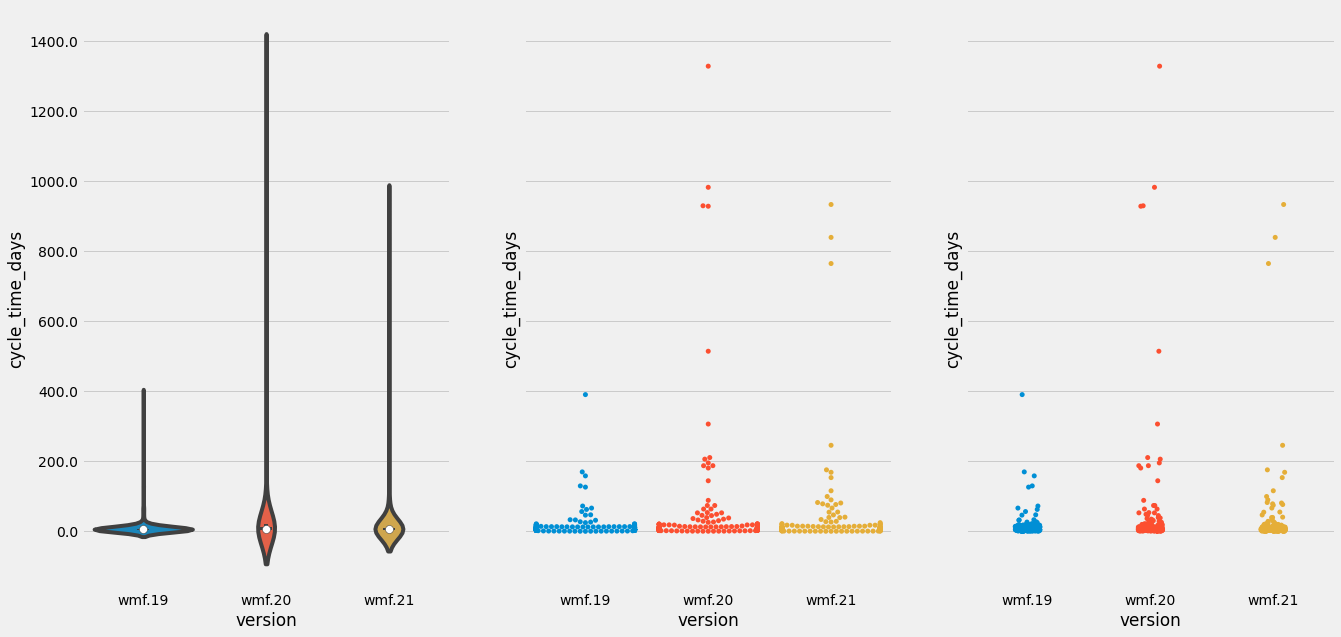 1400.0
1200.0
1000.0
800.0
600.0
400.0
200.0
0.0
cycle_time_days
wmf.19 wmf.20 wmf.21
version
cycle_time_days
wmf.19 wmf.20 wmf.21
version
cycle_time_days
wmf.19 wmf.20 wmf.21
version